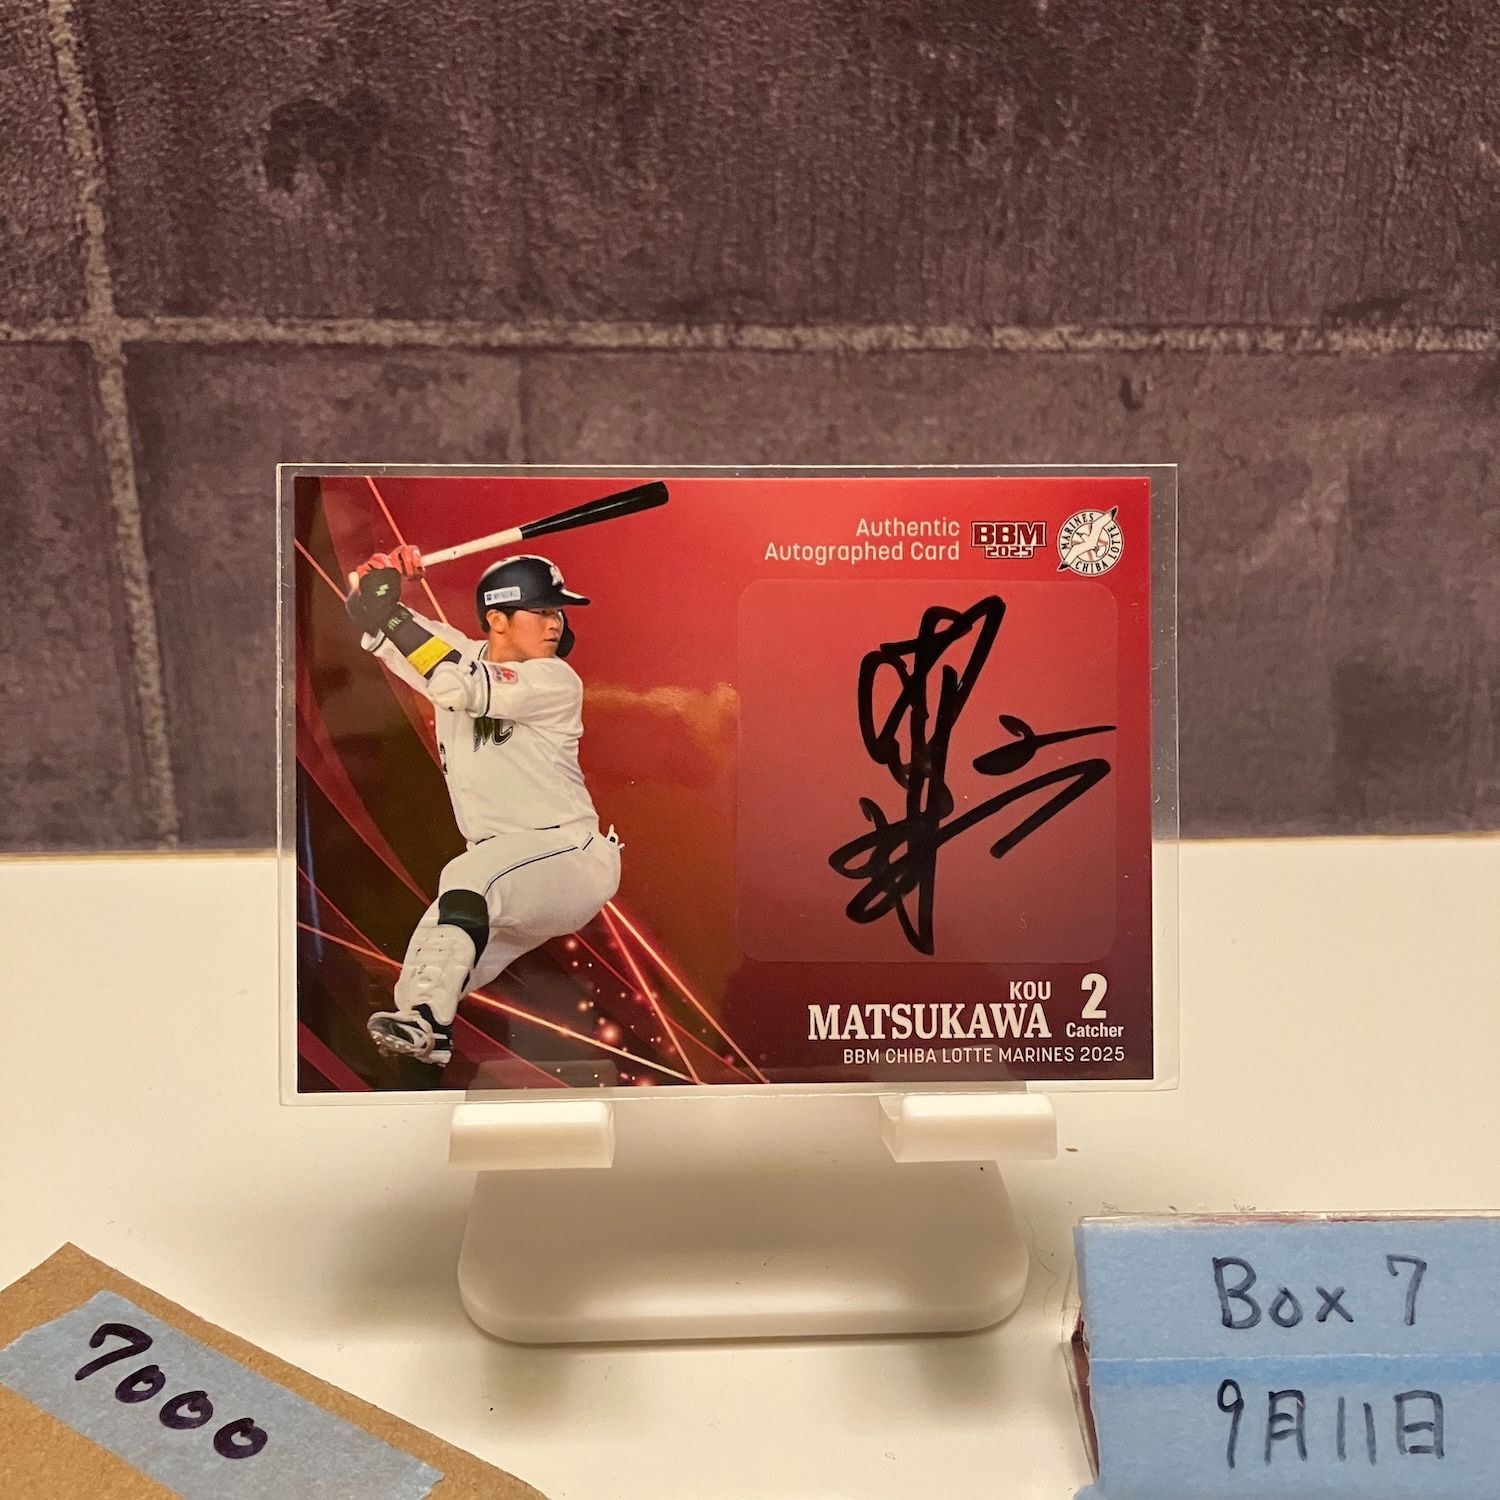 Authentic
Autographed Card
BBM
2025
MARINES
CHIBA LOTTE
KOU
MATSUKAWA
2
Catcher
BBM CHIBA LOTTE MARINES 2025
7000
Box 7
9月11日